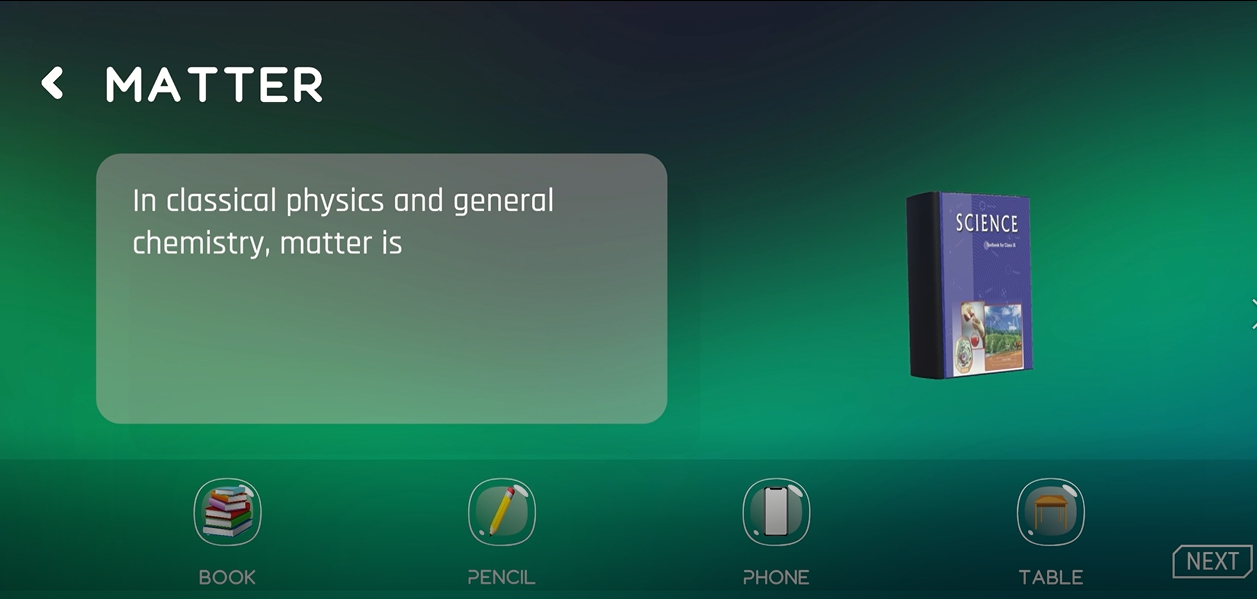 MATTER
In classical physics and general
chemistry, matter is
SCIENCE
BOOK
PENCIL
PHONE
TABLE
NEXT